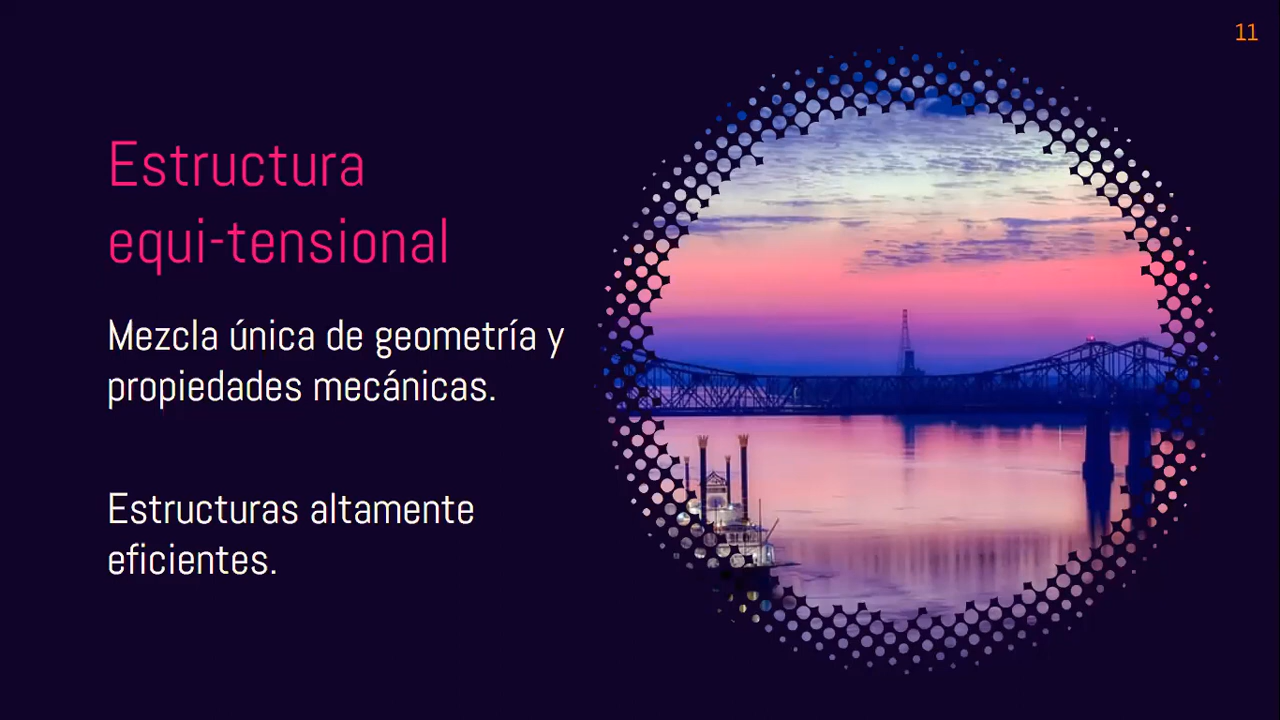 11
Estructura
equi-tensional
Mezcla única de geometría y
propiedades mecánicas.
Estructuras altamente
eficientes.